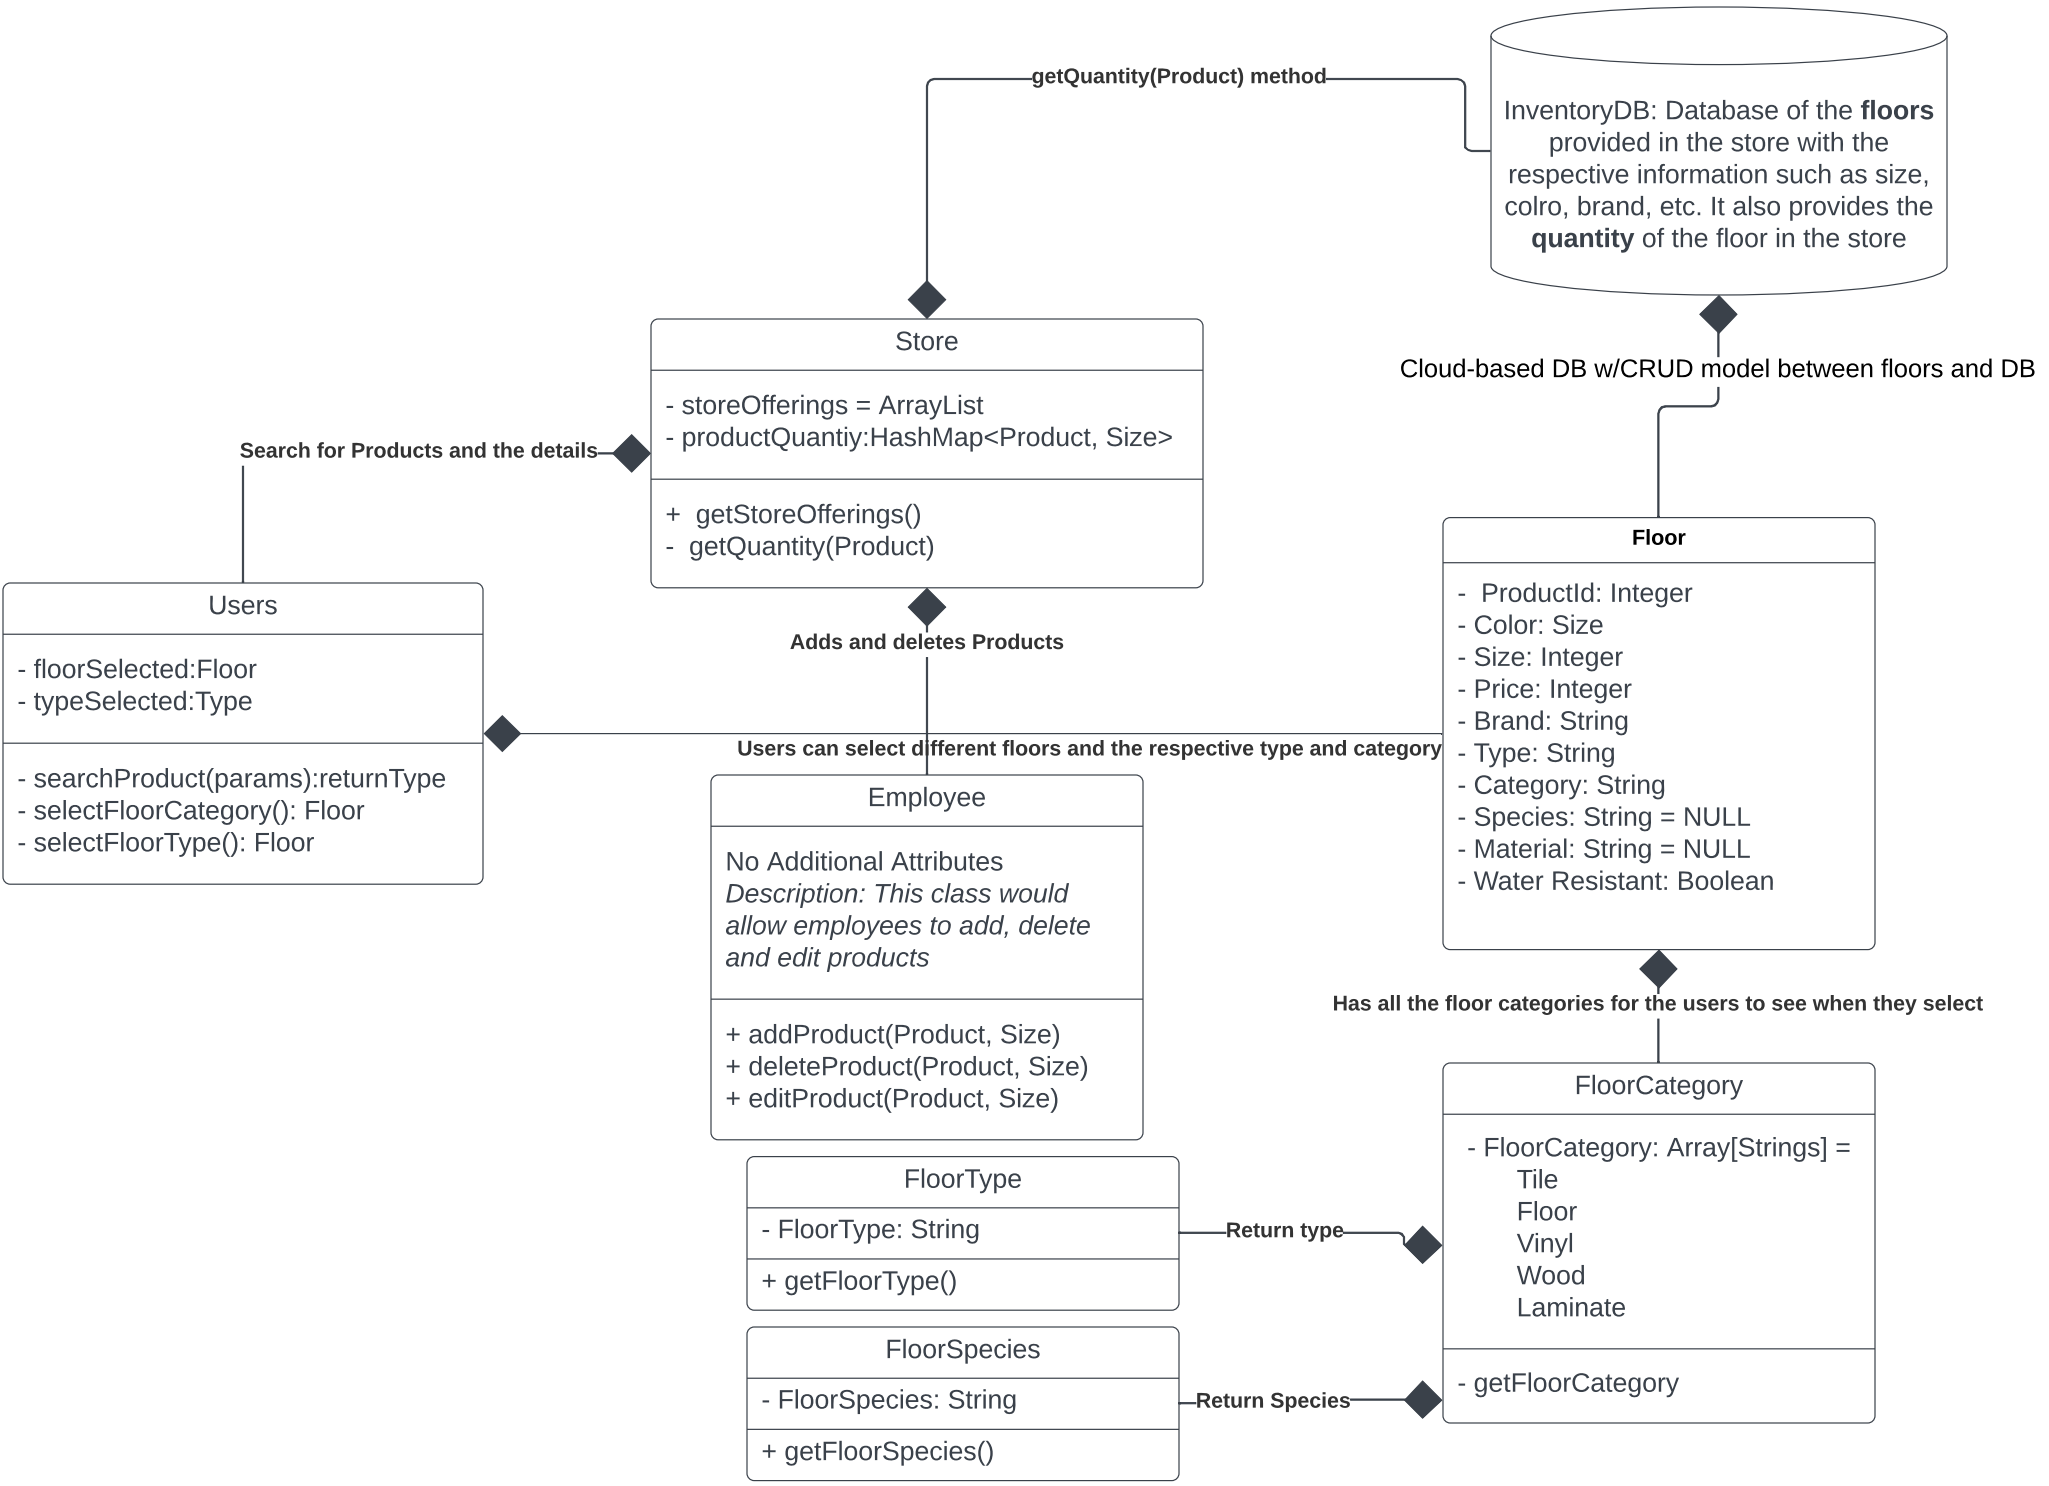 getQuantity(Product) method
InventoryDB: Database of the floors
provided in the store with the
respective information such as size,
colro, brand, etc. It also provides the
quantity of the floor in the store
Cloud-based DB w/CRUD model between floors and DB
Store
- storeOfferings = ArrayList
- productQuantiy:HashMap<Product, Size>
+  getStoreOfferings()
-  getQuantity(Product)
Search for Products and the details
Users
- floorSelected:Floor
- typeSelected:Type
- searchProduct(params):returnType
- selectFloorCategory(): Floor
- selectFloorType(): Floor
Adds and deletes Products
Users can select different floors and the respective type and category
Floor
-  ProductId: Integer
- Color: Size
- Size: Integer
- Price: Integer
- Brand: String
- Type: String
- Category: String
- Species: String = NULL
- Material: String = NULL
- Water Resistant: Boolean
Employee
No Additional Attributes
Description: This class would
allow employees to add, delete
and edit products
+ addProduct(Product, Size)
+ deleteProduct(Product, Size)
+ editProduct(Product, Size)
Has all the floor categories for the users to see when they select
FloorCategory
- FloorCategory: Array[Strings] =
Tile
Floor
Vinyl
Wood
Laminate
- getFloorCategory
FloorType
- FloorType: String
+ getFloorType()
Return type
FloorSpecies
- FloorSpecies: String
+ getFloorSpecies()
Return Species